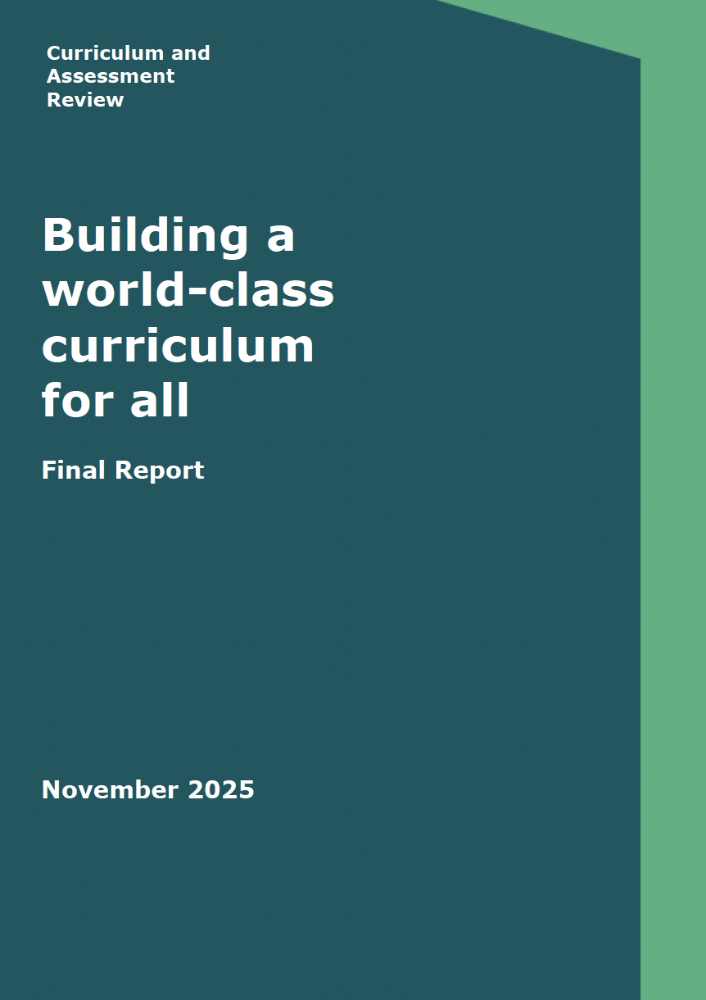 Curriculum and
Assessment
Review
Building a
world-class
curriculum
for all
Final Report
November 2025